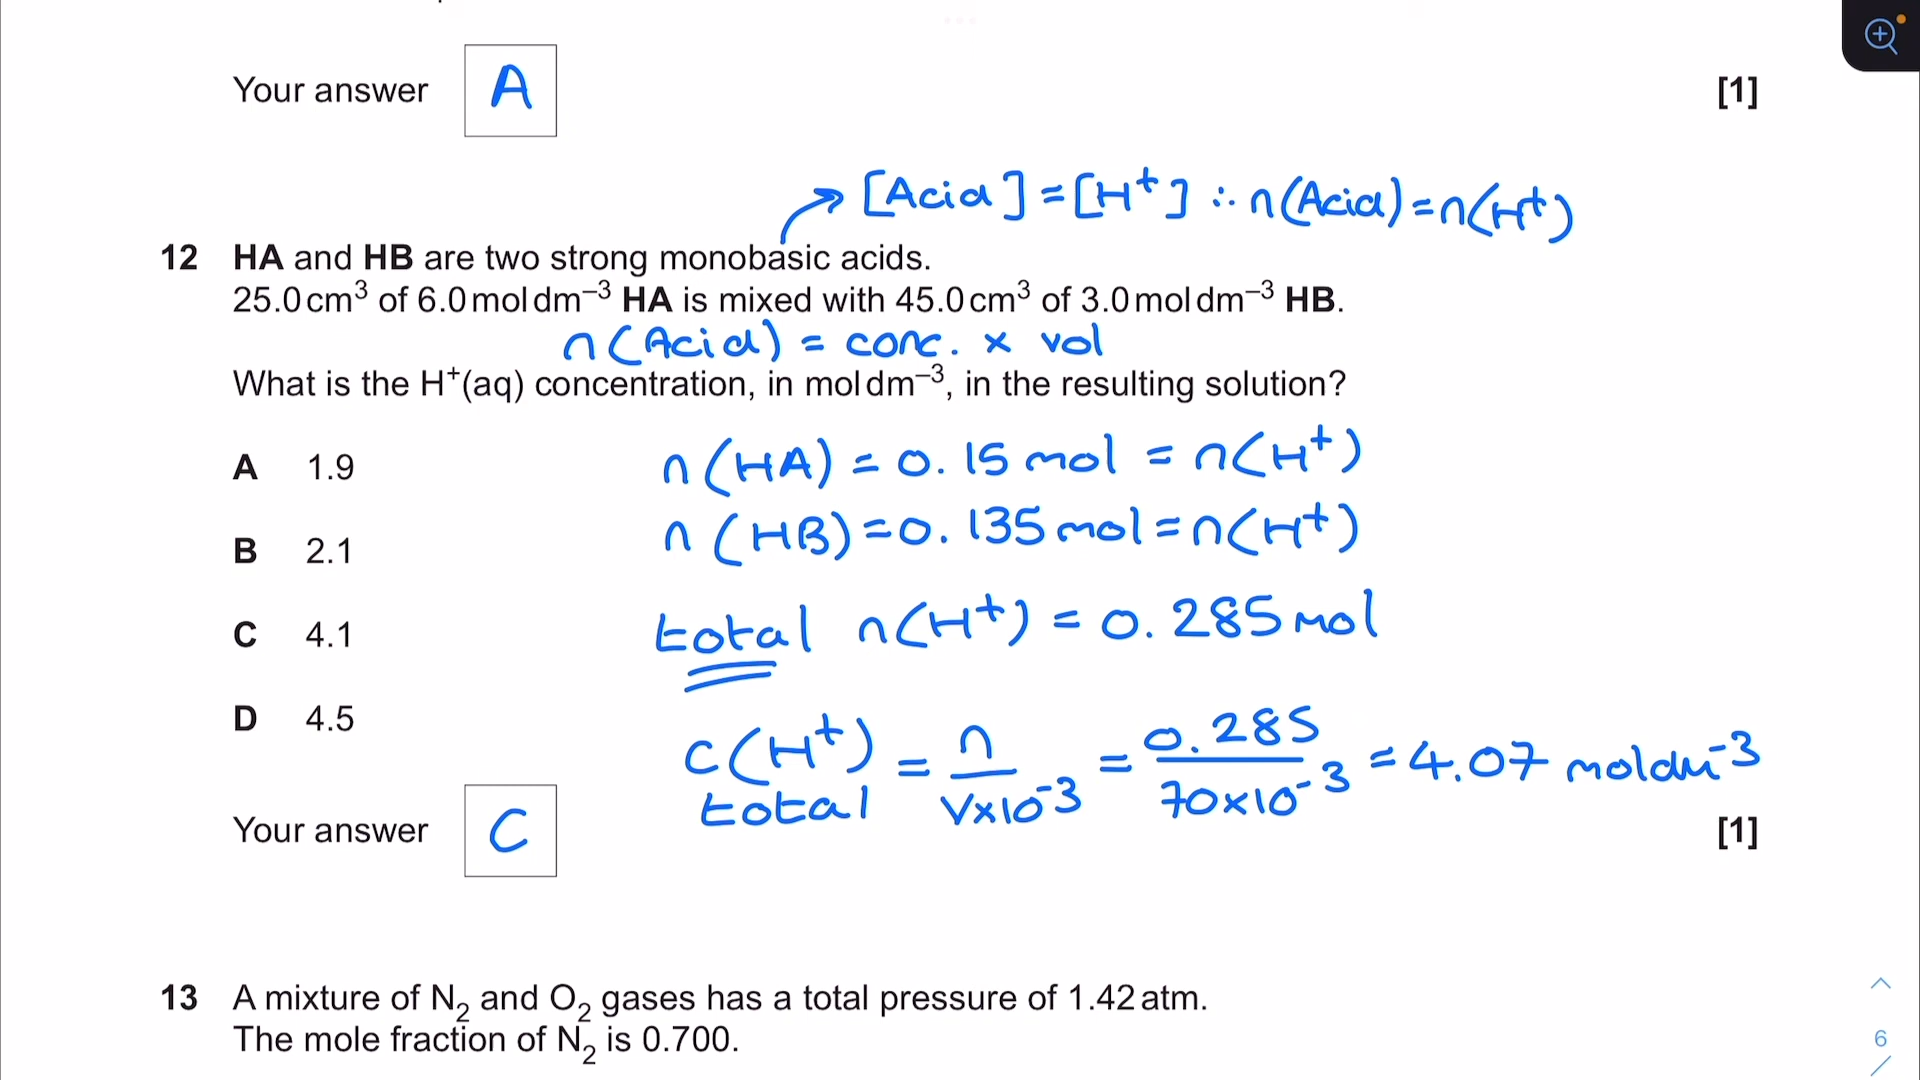 Your answer A [1]
→ [Acid] = [H⁺] ∴ n(Acid) = n(H⁺)
12 HA and HB are two strong monobasic acids.
25.0 cm³ of 6.0 mol dm⁻³ HA is mixed with 45.0 cm³ of 3.0 mol dm⁻³ HB.
n(Acid) = conc. × vol
What is the H⁺(aq) concentration, in mol dm⁻³, in the resulting solution?
A 1.9
n(HA) = 0.15 mol = n(H⁺)
n(HB) = 0.135 mol = n(H⁺)
B 2.1
C 4.1
total n(H⁺) = 0.285 mol
D 4.5
c(H⁺) total = n / V×10⁻³ = 0.285 / 70×10⁻³ = 4.07 moldm⁻³
Your answer C [1]
13 A mixture of N₂ and O₂ gases has a total pressure of 1.42 atm.
The mole fraction of N₂ is 0.700.
6